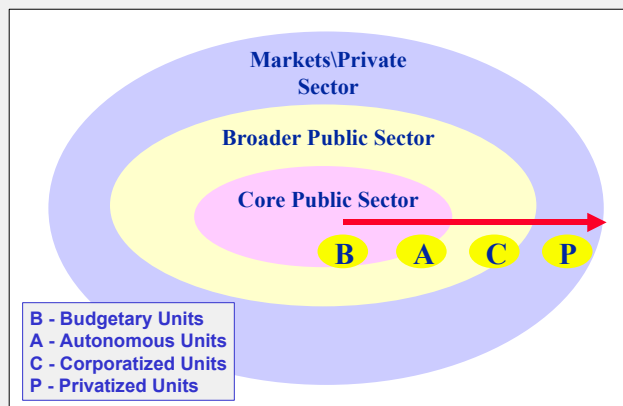 Markets\Private
Sector
Broader Public Sector
Core Public Sector
B A C P
B - Budgetary Units
A - Autonomous Units
C - Corporatized Units
P - Privatized Units